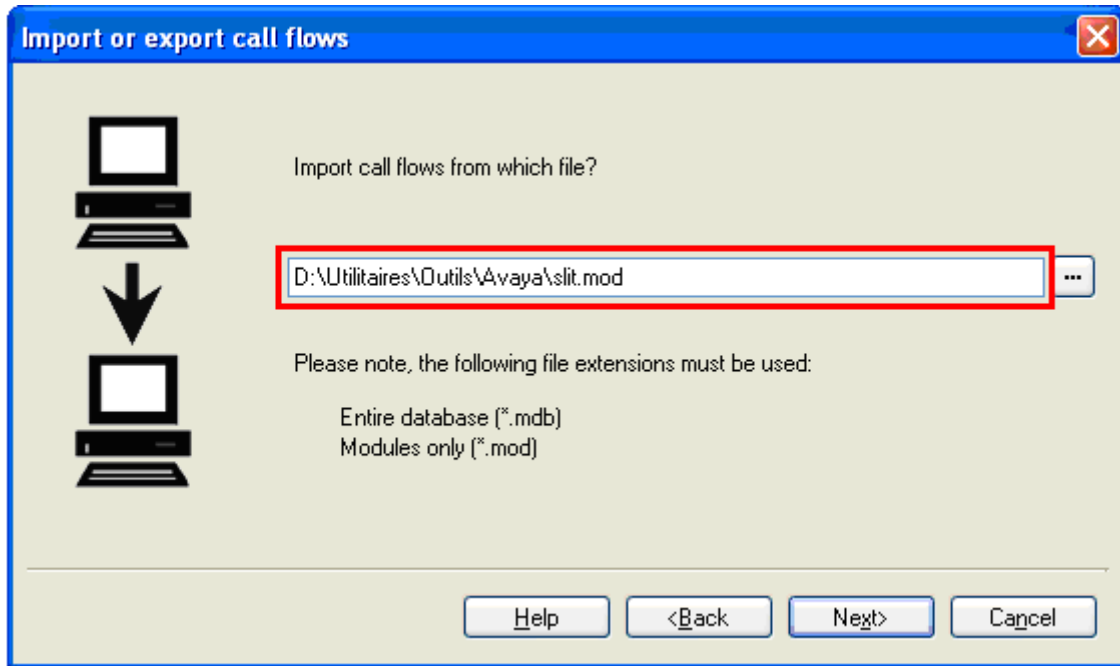 Import or export call flows
Import call flows from which file?
D:\Utilitaires\Outils\Avaya\slit.mod
...
Please note, the following file extensions must be used:
Entire database (*.mdb)
Modules only (*.mod)
Help
<Back
Next>
Cancel